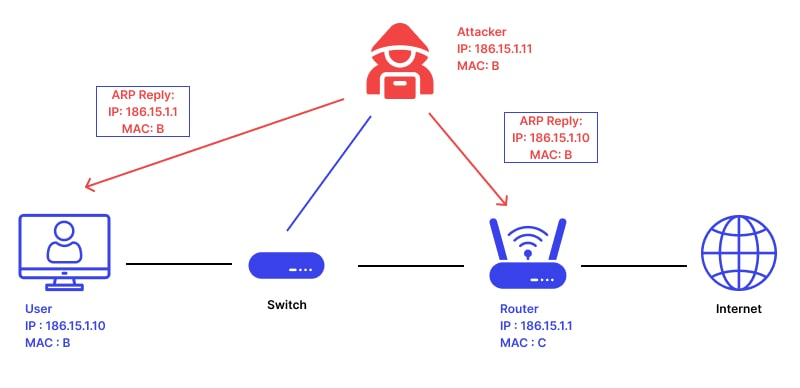 Attacker
IP: 186.15.1.11
MAC: B
ARP Reply:
IP: 186.15.1.1
MAC: B
ARP Reply:
IP: 186.15.1.10
MAC: B
User
IP : 186.15.1.10
MAC : B
Switch
Router
IP : 186.15.1.1
MAC : C
Internet